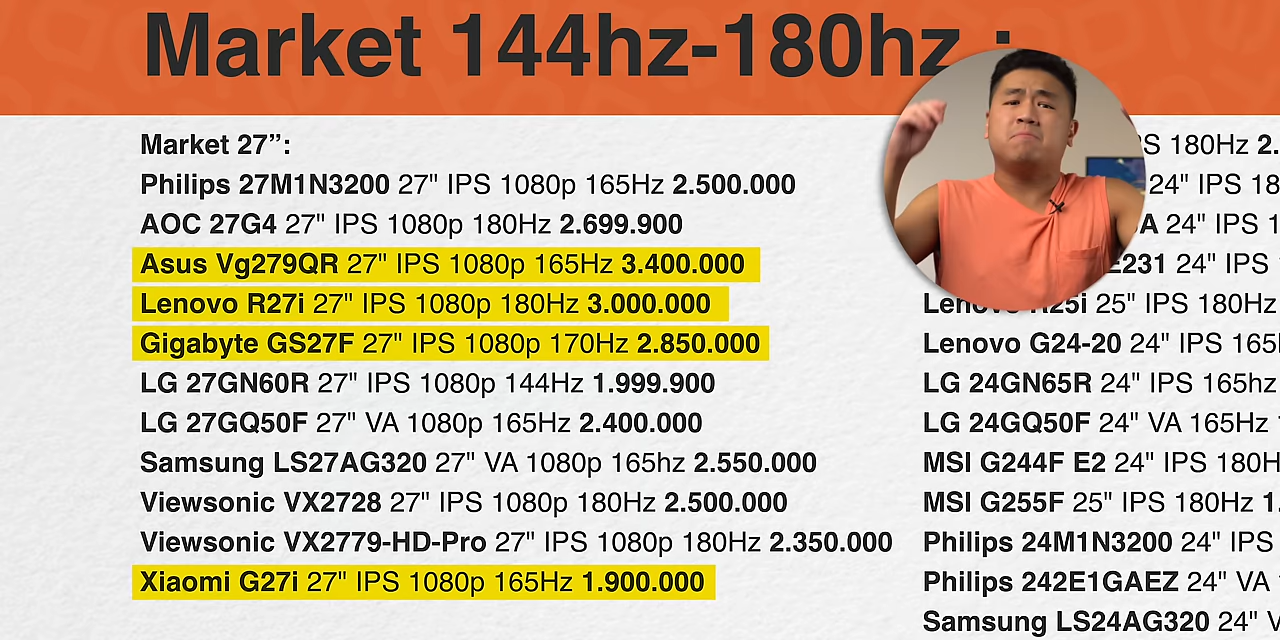 Market 144hz-180hz :
Market 27”:
Philips 27M1N3200 27" IPS 1080p 165Hz 2.500.000
AOC 27G4 27" IPS 1080p 180Hz 2.699.900
Asus Vg279QR 27" IPS 1080p 165Hz 3.400.000
Lenovo R27i 27" IPS 1080p 180Hz 3.000.000
Gigabyte GS27F 27" IPS 1080p 170Hz 2.850.000
LG 27GN60R 27" IPS 1080p 144Hz 1.999.900
LG 27GQ50F 27" VA 1080p 165Hz 2.400.000
Samsung LS27AG320 27" VA 1080p 165hz 2.550.000
Viewsonic VX2728 27" IPS 1080p 180Hz 2.500.000
Viewsonic VX2779-HD-Pro 27" IPS 1080p 180Hz 2.350.000
Xiaomi G27i 27" IPS 1080p 165Hz 1.900.000
180Hz
24" IPS
24" IPS
24" IPS
Lenovo R25i 25" IPS 180Hz
Lenovo G24-20 24" IPS
LG 24GN65R 24" IPS 165hz
LG 24GQ50F 24" VA 165Hz
MSI G244F E2 24" IPS
MSI G255F 25" IPS 180Hz
Philips 24M1N3200 24" IPS
Philips 242E1GAEZ 24" VA
Samsung LS24AG320 24"